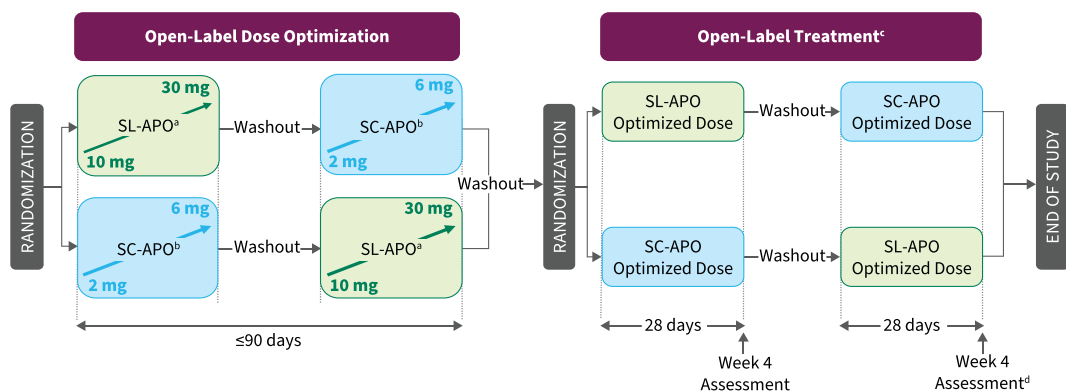 Open-Label Dose Optimization
Open-Label Treatmentᶜ
RANDOMIZATION
30 mg
SL-APOᵃ
10 mg
Washout
6 mg
SC-APOᵇ
2 mg
6 mg
SC-APOᵇ
2 mg
Washout
30 mg
SL-APOᵃ
10 mg
Washout
≤90 days
RANDOMIZATION
SL-APO
Optimized Dose
Washout
SC-APO
Optimized Dose
SC-APO
Optimized Dose
Washout
SL-APO
Optimized Dose
END OF STUDY
28 days
28 days
Week 4
Assessment
Week 4
Assessmentᵈ